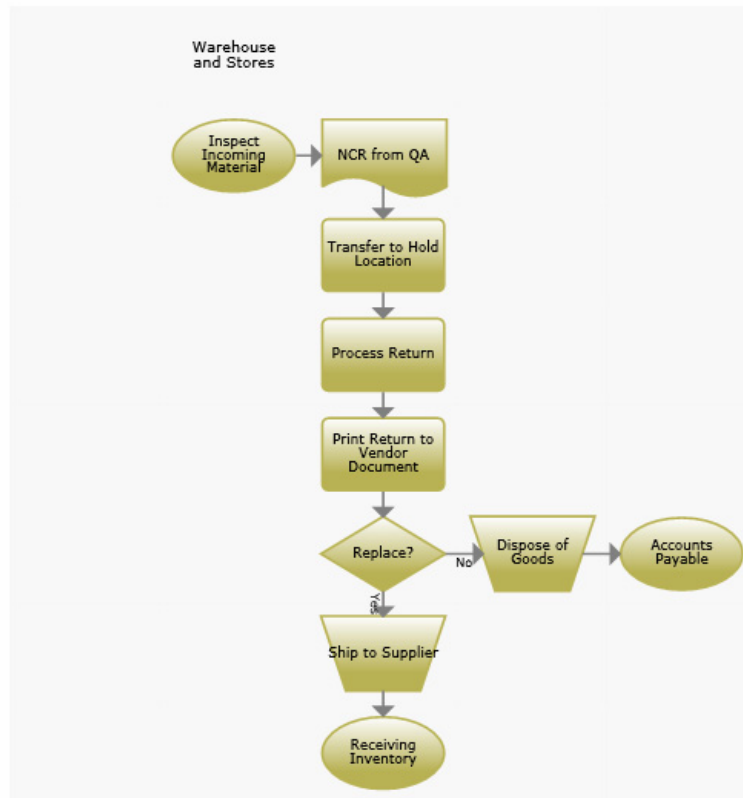 Warehouse
and Stores
Inspect
Incoming
Material
NCR from QA
Transfer to Hold
Location
Process Return
Print Return to
Vendor
Document
Replace?
No
Dispose of
Goods
Accounts
Payable
Yes
Ship to Supplier
Receiving
Inventory